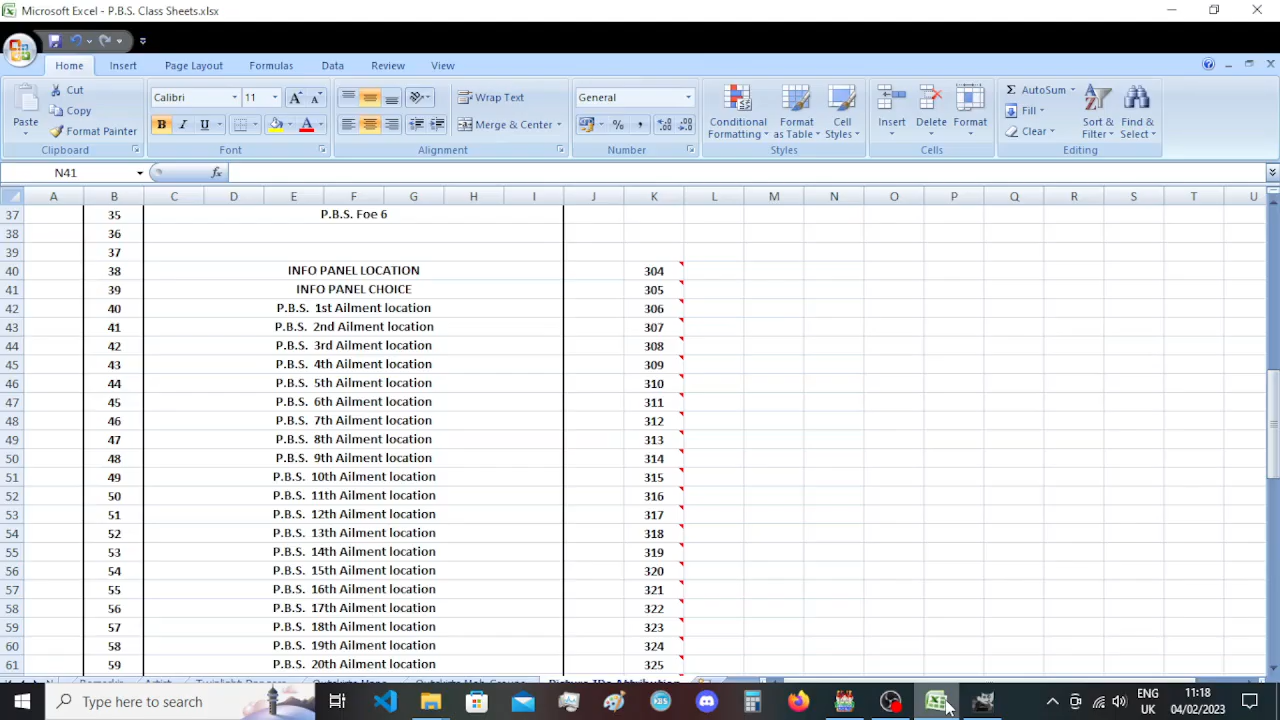 Microsoft Excel - P.B.S. Class Sheets.xlsx
Home Insert Page Layout Formulas Data Review View
Cut Calibri 11 Wrap Text General AutoSum
Copy Fill
Paste Format Painter B I U Merge & Center % , Conditional Formatting Format as Table Cell Styles Insert Delete Format Clear Sort & Filter Find & Select
Clipboard Font Alignment Number Styles Cells Editing
N41 fx
A B C D E F G H I J K L M N O P Q R S T U
37 35 P.B.S. Foe 6
38 36
39 37
40 38 INFO PANEL LOCATION 304
41 39 INFO PANEL CHOICE 305
42 40 P.B.S. 1st Ailment location 306
43 41 P.B.S. 2nd Ailment location 307
44 42 P.B.S. 3rd Ailment location 308
45 43 P.B.S. 4th Ailment location 309
46 44 P.B.S. 5th Ailment location 310
47 45 P.B.S. 6th Ailment location 311
48 46 P.B.S. 7th Ailment location 312
49 47 P.B.S. 8th Ailment location 313
50 48 P.B.S. 9th Ailment location 314
51 49 P.B.S. 10th Ailment location 315
52 50 P.B.S. 11th Ailment location 316
53 51 P.B.S. 12th Ailment location 317
54 52 P.B.S. 13th Ailment location 318
55 53 P.B.S. 14th Ailment location 319
56 54 P.B.S. 15th Ailment location 320
57 55 P.B.S. 16th Ailment location 321
58 56 P.B.S. 17th Ailment location 322
59 57 P.B.S. 18th Ailment location 323
60 58 P.B.S. 19th Ailment location 324
61 59 P.B.S. 20th Ailment location 325
Type here to search ENG 11:18
UK 04/02/2023